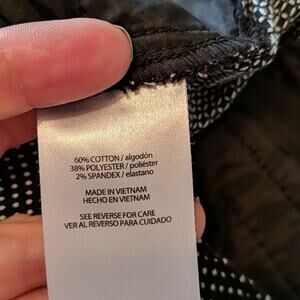 60% COTTON / algodón
38% POLYESTER / poliéster
2% SPANDEX / elastano
MADE IN VIETNAM
HECHO EN VIETNAM
SEE REVERSE FOR CARE
VER AL REVERSO PARA CUIDADO